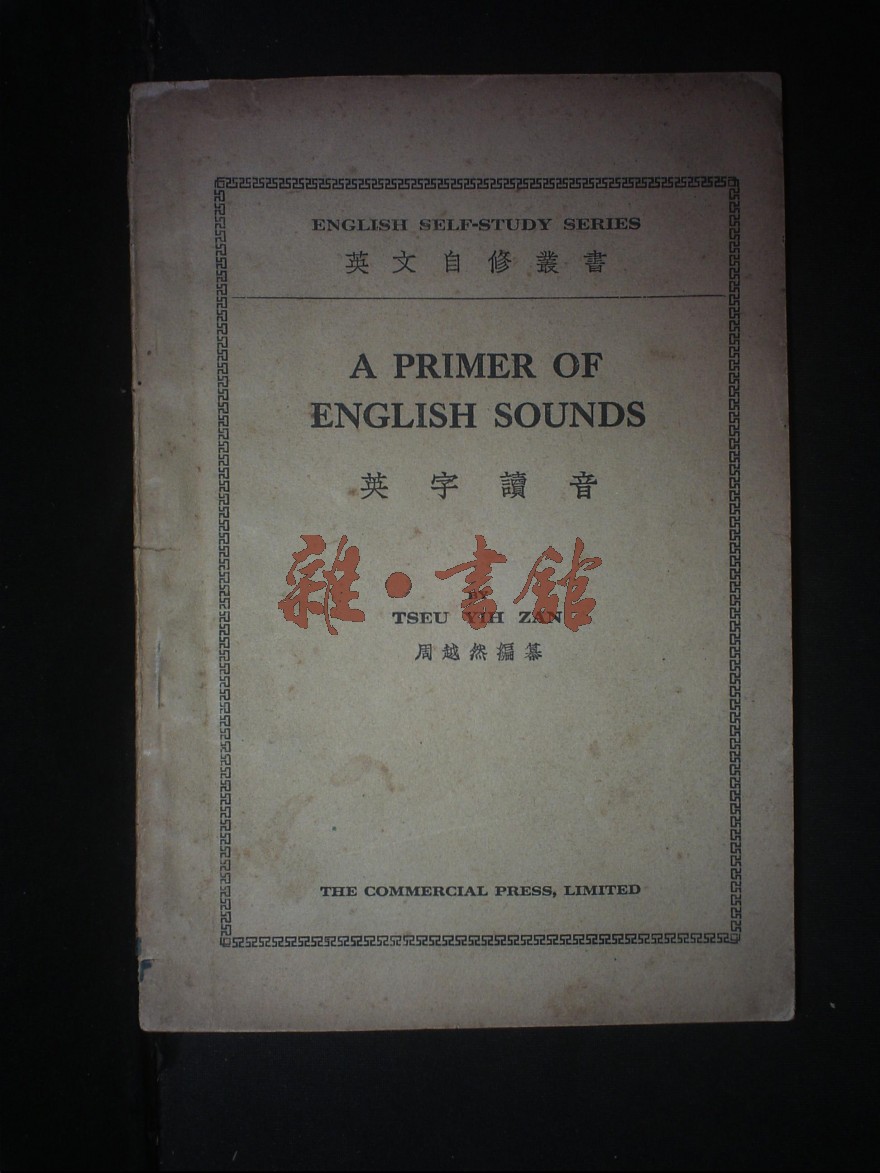 ENGLISH SELF-STUDY SERIES
英文自修叢書
A PRIMER OF
ENGLISH SOUNDS
英字讀音
雜·書館
BY
TSEU YIH ZAN
周越然編纂
THE COMMERCIAL PRESS, LIMITED